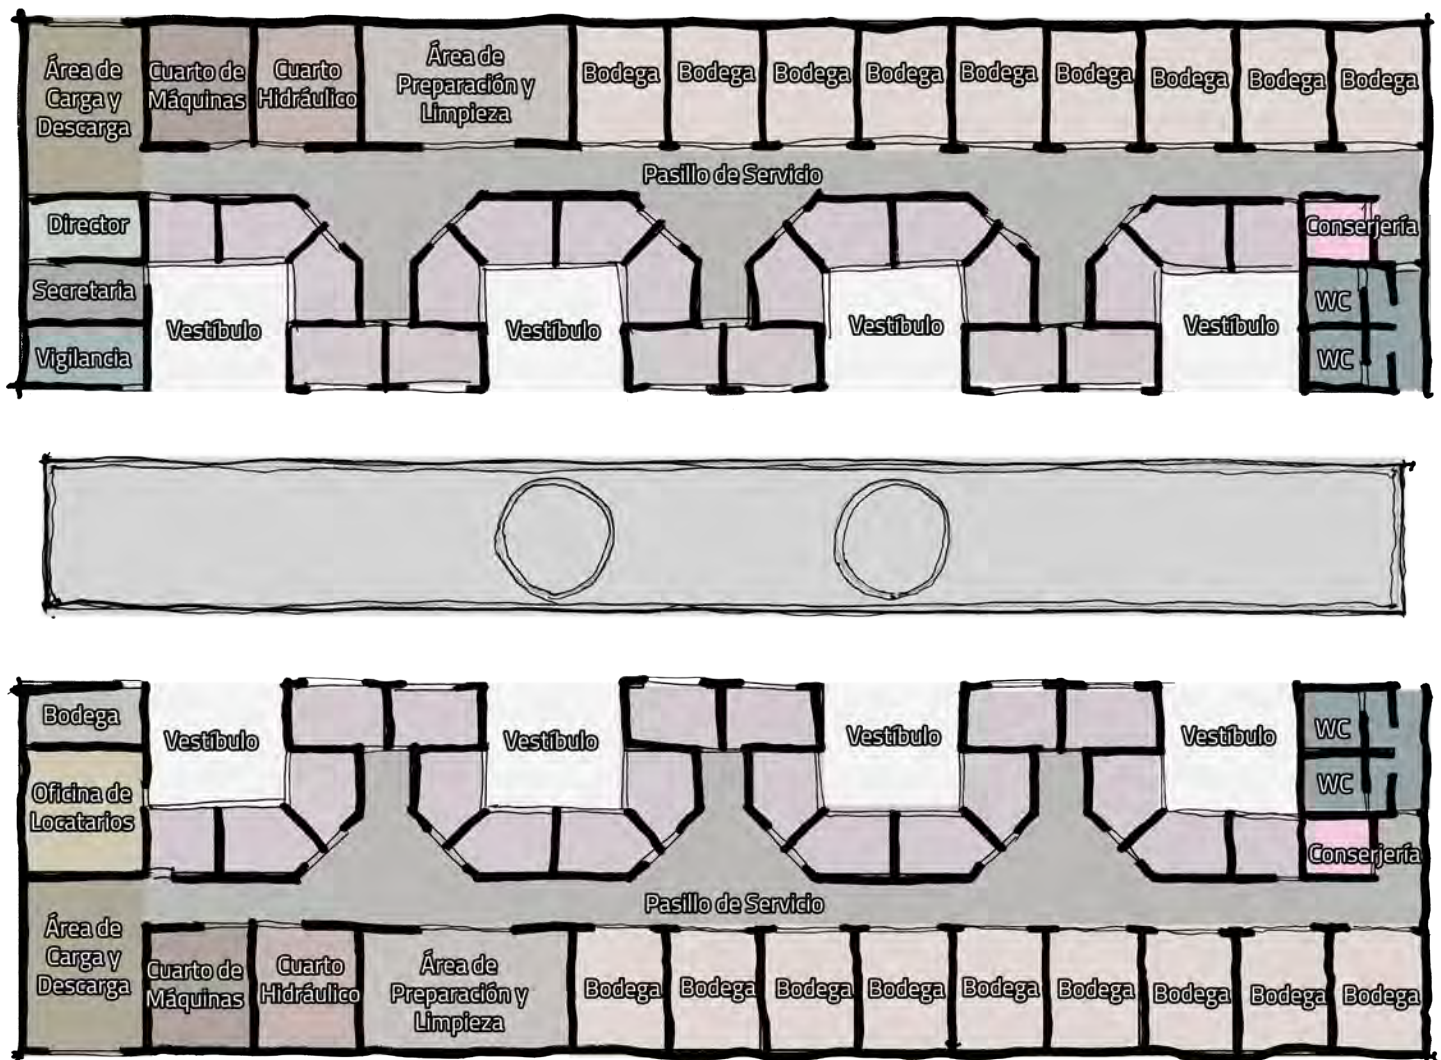 Área de
Carga y
Descarga
Cuarto de
Máquinas
Cuarto
Hidráulico
Área de
Preparación y
Limpieza
Bodega
Bodega
Bodega
Bodega
Bodega
Bodega
Bodega
Bodega
Bodega
Pasillo de Servicio
Director
Secretaria
Vigilancia
Vestíbulo
Vestíbulo
Vestíbulo
Vestíbulo
Conserjería
WC
WC
Bodega
Oficina de
Locatarios
Vestíbulo
Vestíbulo
Vestíbulo
Vestíbulo
WC
WC
Conserjería
Pasillo de Servicio
Área de
Carga y
Descarga
Cuarto de
Máquinas
Cuarto
Hidráulico
Área de
Preparación y
Limpieza
Bodega
Bodega
Bodega
Bodega
Bodega
Bodega
Bodega
Bodega
Bodega